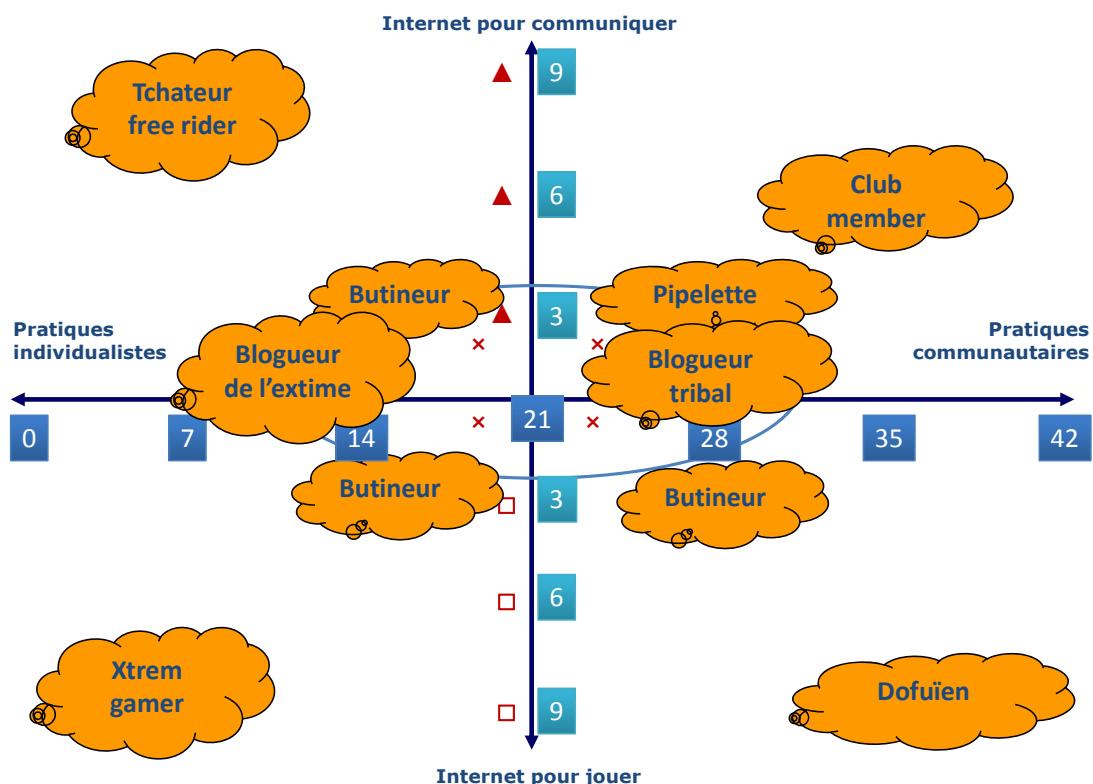 Internet pour communiquer
9
Tchateur
free rider
6
Club
member
Butineur
Pipelette
3
Pratiques
individualistes
Pratiques
communautaires
Blogueur
de l’extime
Blogueur
tribal
0
7
14
21
28
35
42
Butineur
3
Butineur
6
Xtrem
gamer
Dofuïen
9
Internet pour jouer